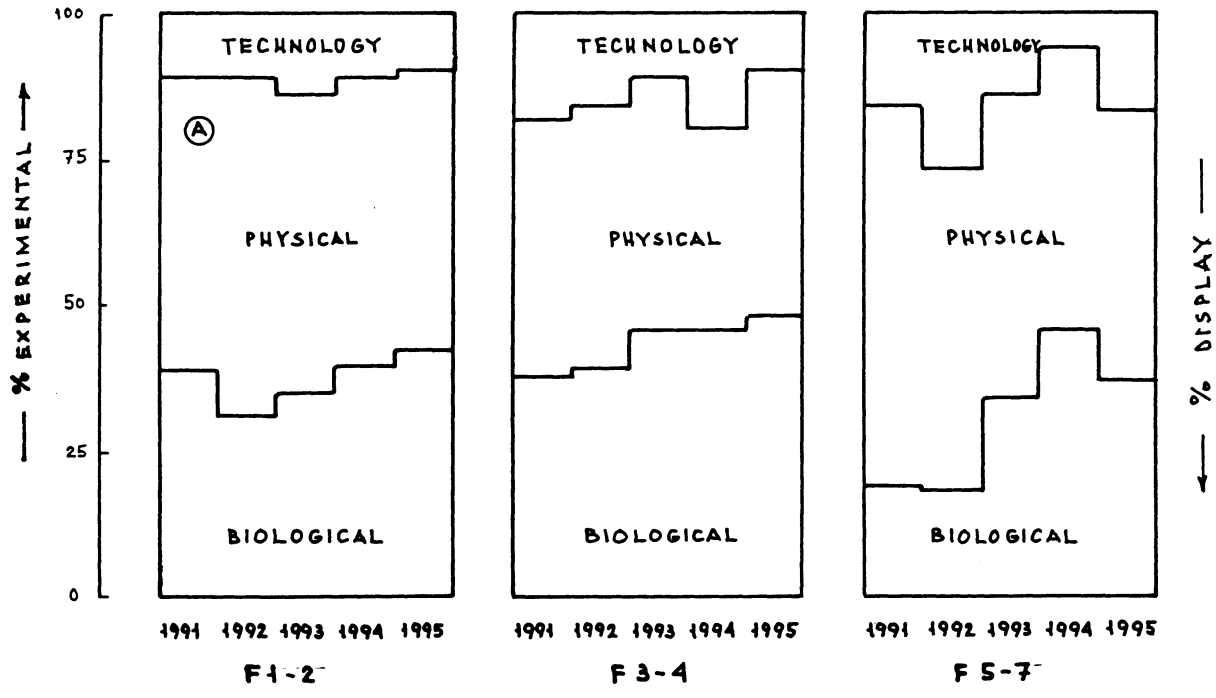 100
75
50
25
0
← % EXPERIMENTAL →
TECHNOLOGY
A
PHYSICAL
BIOLOGICAL
1991 1992 1993 1994 1995
F1-2
TECHNOLOGY
PHYSICAL
BIOLOGICAL
1991 1992 1993 1994 1995
F 3-4
TECHNOLOGY
PHYSICAL
BIOLOGICAL
1991 1992 1993 1994 1995
F 5-7
% DISPLAY